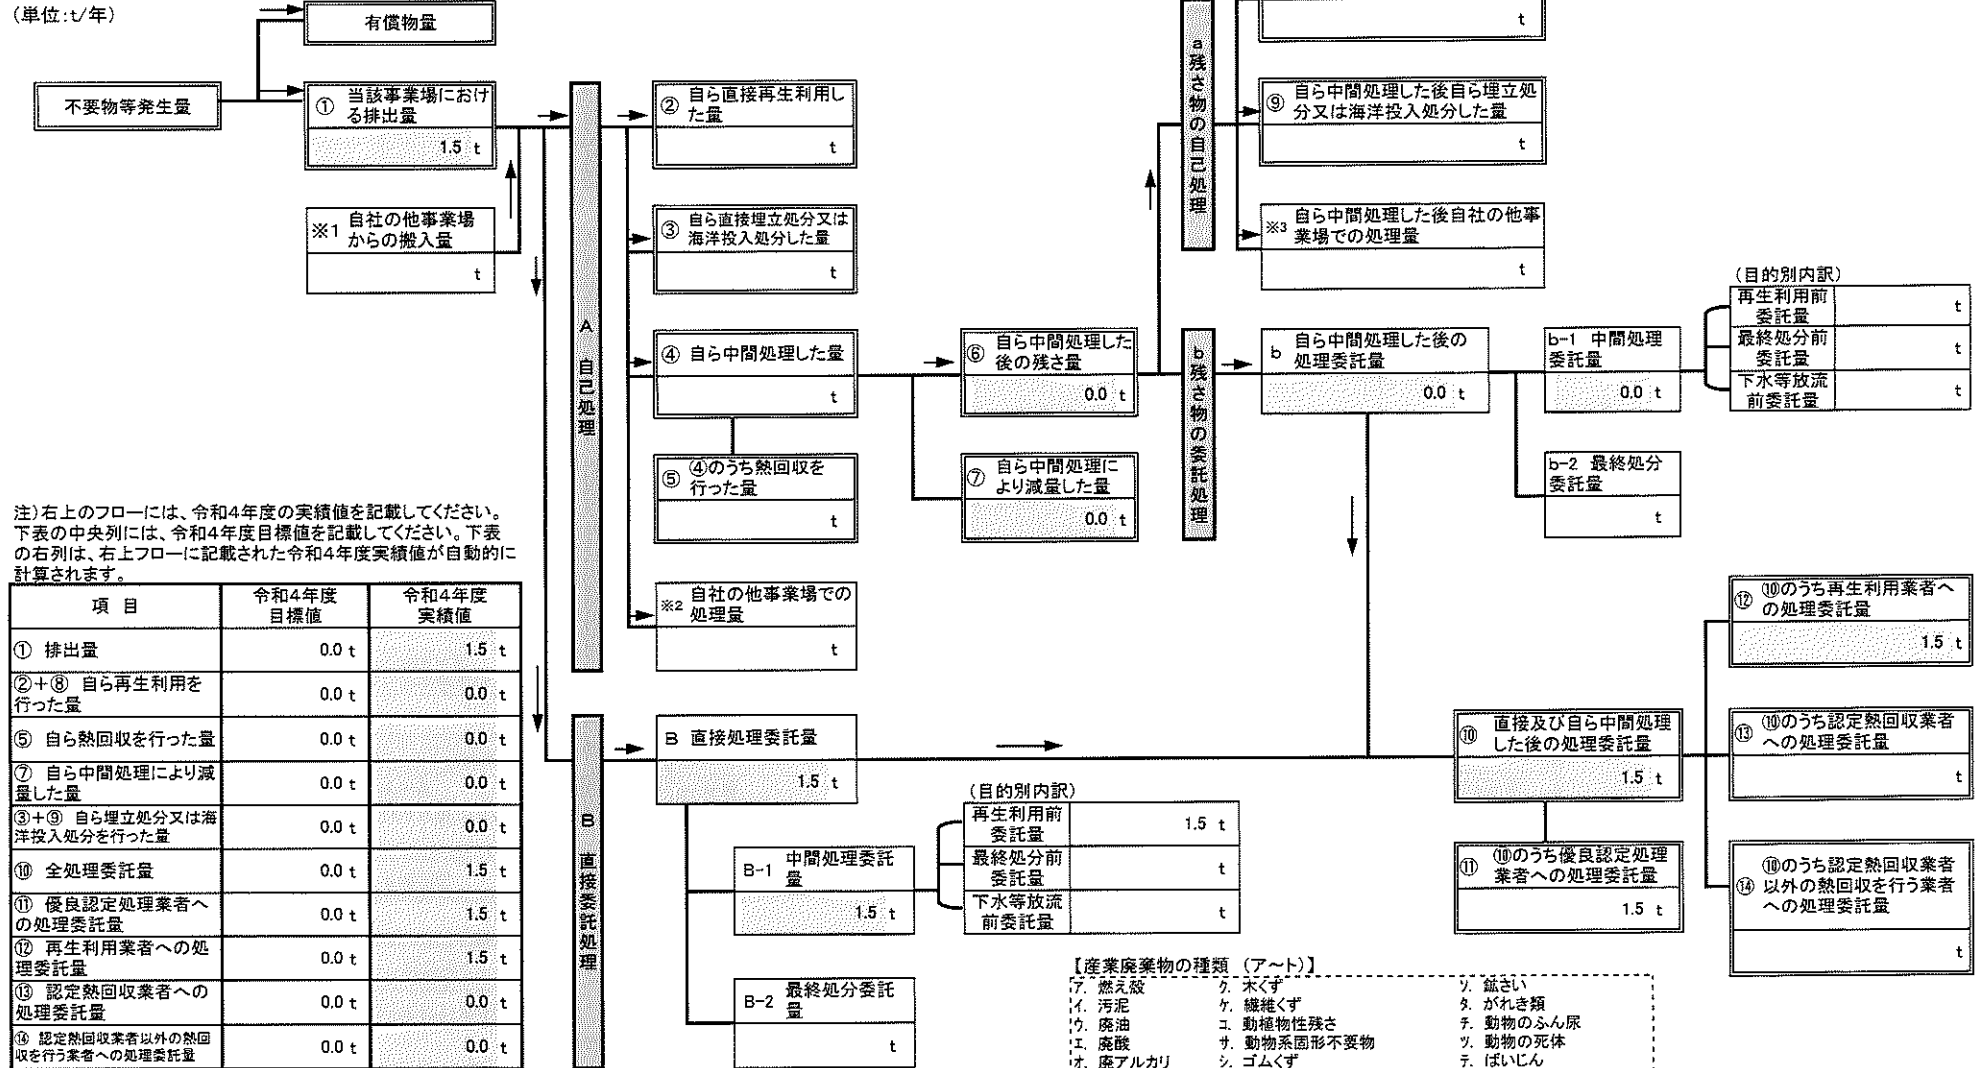 (単位:t/年)
有償物量
不要物等発生量
① 当該事業場におけ
る排出量
1.5 t
※1 自社の他事業場
からの搬入量
t
A 自己処理
② 自ら直接再生利用し
た量
t
③ 自ら直接埋立処分又は
海洋投入処分した量
t
④ 自ら中間処理した量
t
⑤ ④のうち熱回収を
行った量
t
※2 自社の他事業場での
処理量
t
⑥ 自ら中間処理した
後の残さ量
0.0 t
⑦ 自ら中間処理に
より減量した量
0.0 t
a 残さ物の自己処理
t
⑨ 自ら中間処理した後自ら埋立処
分又は海洋投入処分した量
t
※3 自ら中間処理した後自社の他事
業場での処理量
t
b 残さ物の委託処理
b 自ら中間処理した後の
処理委託量
0.0 t
b-1 中間処理
委託量
0.0 t
(目的別内訳)
再生利用前
委託量 t
最終処分前
委託量 t
下水等放流
前委託量 t
b-2 最終処分
委託量
t
注)右上のフローには、令和4年度の実績値を記載してください。
下表の中央列には、令和4年度目標値を記載してください。下表
の右列は、右上フローに記載された令和4年度実績値が自動的に
計算されます。
項 目 令和4年度
目標値 令和4年度
実績値
① 排出量 0.0 t 1.5 t
②+⑧ 自ら再生利用を
行った量 0.0 t 0.0 t
⑤ 自ら熱回収を行った量 0.0 t 0.0 t
⑦ 自ら中間処理により減
量した量 0.0 t 0.0 t
③+⑨ 自ら埋立処分又は海
洋投入処分を行った量 0.0 t 0.0 t
⑩ 全処理委託量 0.0 t 1.5 t
⑪ 優良認定処理業者へ
の処理委託量 0.0 t 1.5 t
⑫ 再生利用業者への処
理委託量 0.0 t 1.5 t
⑬ 認定熱回収業者への
処理委託量 0.0 t 0.0 t
⑭ 認定熱回収業者以外の熱回
収を行う業者への処理委託量 0.0 t 0.0 t
B 直接委託処理
B 直接処理委託量
1.5 t
B-1 中間処理委託
量
1.5 t
(目的別内訳)
再生利用前
委託量 1.5 t
最終処分前
委託量 t
下水等放流
前委託量 t
B-2 最終処分委託
量
t
⑩ 直接及び自ら中間処理
した後の処理委託量
1.5 t
⑪ ⑩のうち優良認定処理
業者への処理委託量
1.5 t
⑫ ⑩のうち再生利用業者へ
の処理委託量
1.5 t
⑬ ⑩のうち認定熱回収業者
への処理委託量
t
⑭ ⑩のうち認定熱回収業者
以外の熱回収を行う業者
への処理委託量
t
【産業廃棄物の種類 (ア~ト)】
ア. 燃え殻 ク. 木くず ソ. 鉱さい
イ. 汚泥 ケ. 繊維くず タ. がれき類
ウ. 廃油 コ. 動植物性残さ チ. 動物のふん尿
エ. 廃酸 サ. 動物系固形不要物 ツ. 動物の死体
オ. 廃アルカリ シ. ゴムくず テ. ばいじん